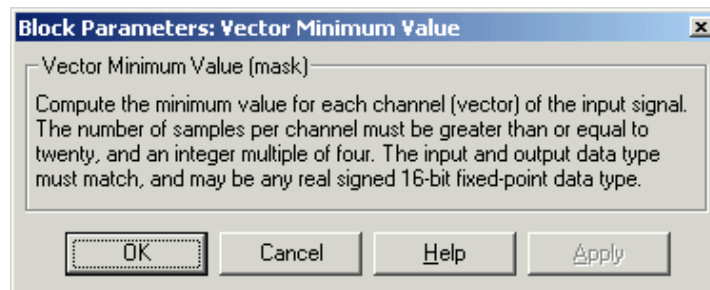 Block Parameters: Vector Minimum Value
Vector Minimum Value (mask)
Compute the minimum value for each channel (vector) of the input signal.
The number of samples per channel must be greater than or equal to
twenty, and an integer multiple of four. The input and output data type
must match, and may be any real signed 16-bit fixed-point data type.
OK Cancel Help Apply